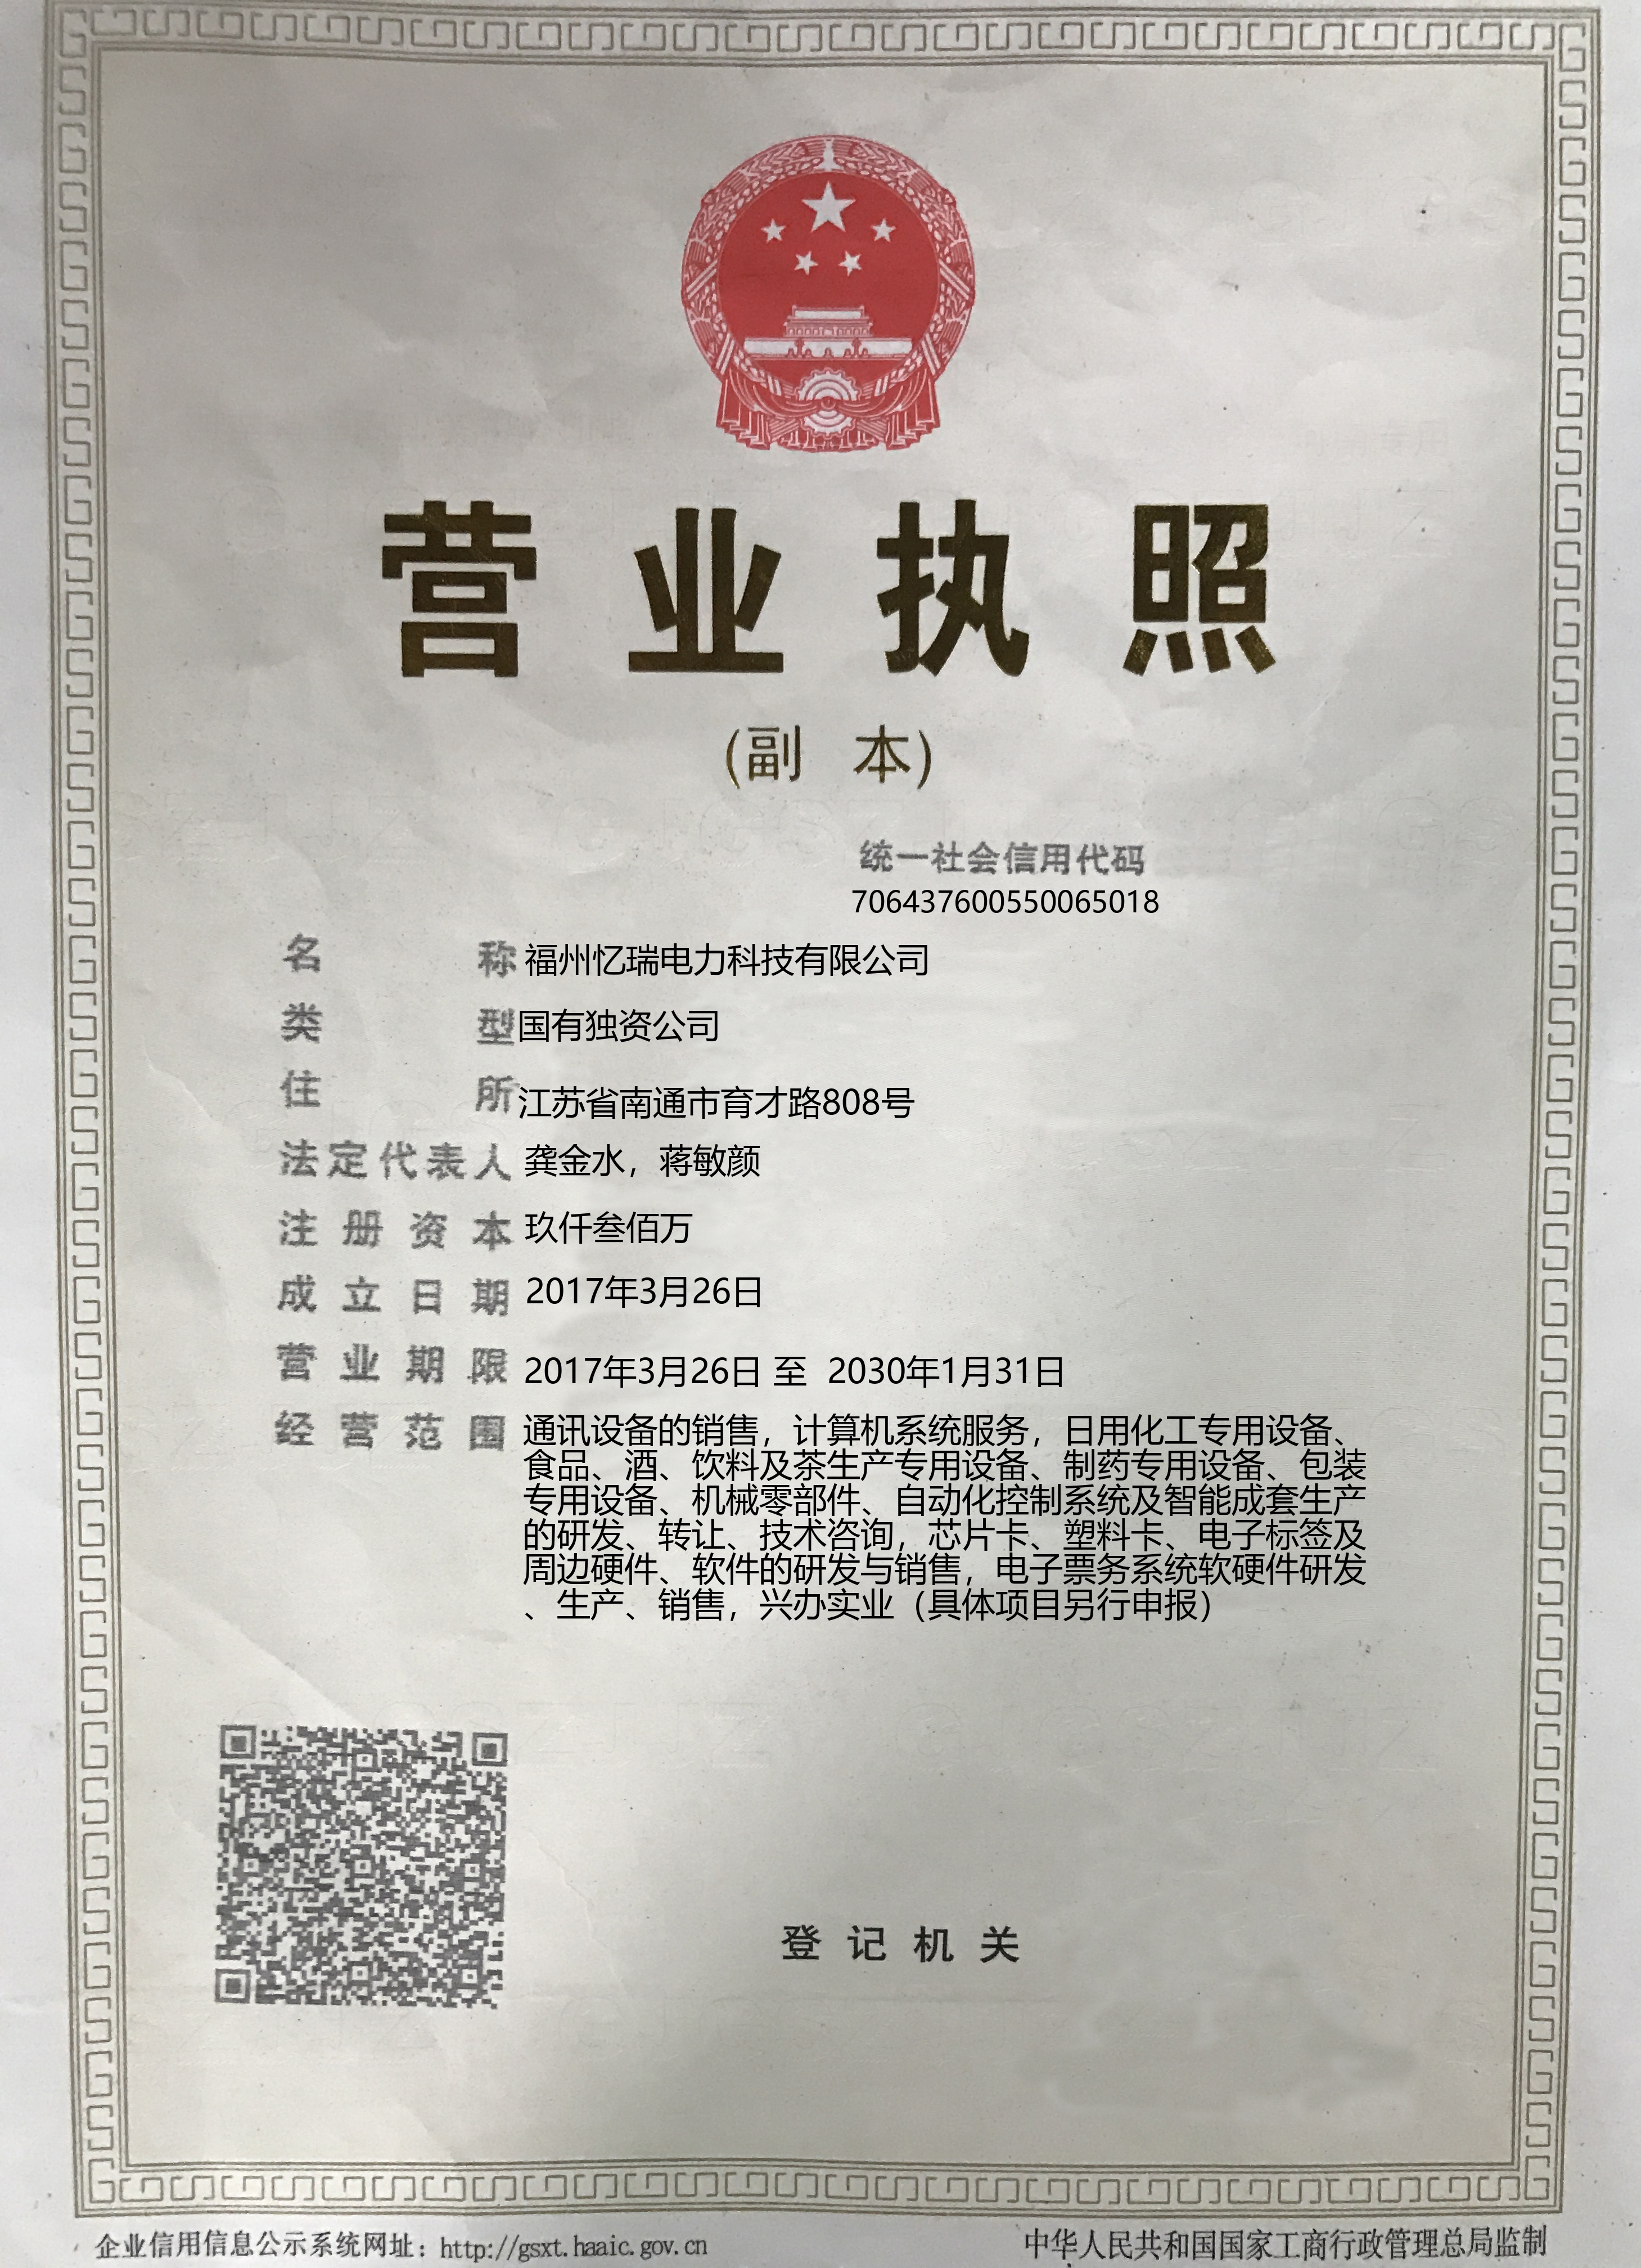 营业执照
(副 本)
统一社会信用代码
706437600550065018
名 称 福州忆瑞电力科技有限公司
类 型 国有独资公司
住 所 江苏省南通市育才路808号
法定代表人 龚金水，蒋敏颜
注册资本 玖仟叁佰万
成立日期 2017年3月26日
营业期限 2017年3月26日 至 2030年1月31日
经营范围 通讯设备的销售，计算机系统服务，日用化工专用设备、
食品、酒、饮料及茶生产专用设备、制药专用设备、包装
专用设备、机械零部件、自动化控制系统及智能成套生产
的研发、转让、技术咨询，芯片卡、塑料卡、电子标签及
周边硬件、软件的研发与销售，电子票务系统软硬件研发
、生产、销售，兴办实业（具体项目另行申报）
登记机关
企业信用信息公示系统网址：http://gsxt.haaic.gov.cn
中华人民共和国国家工商行政管理总局监制